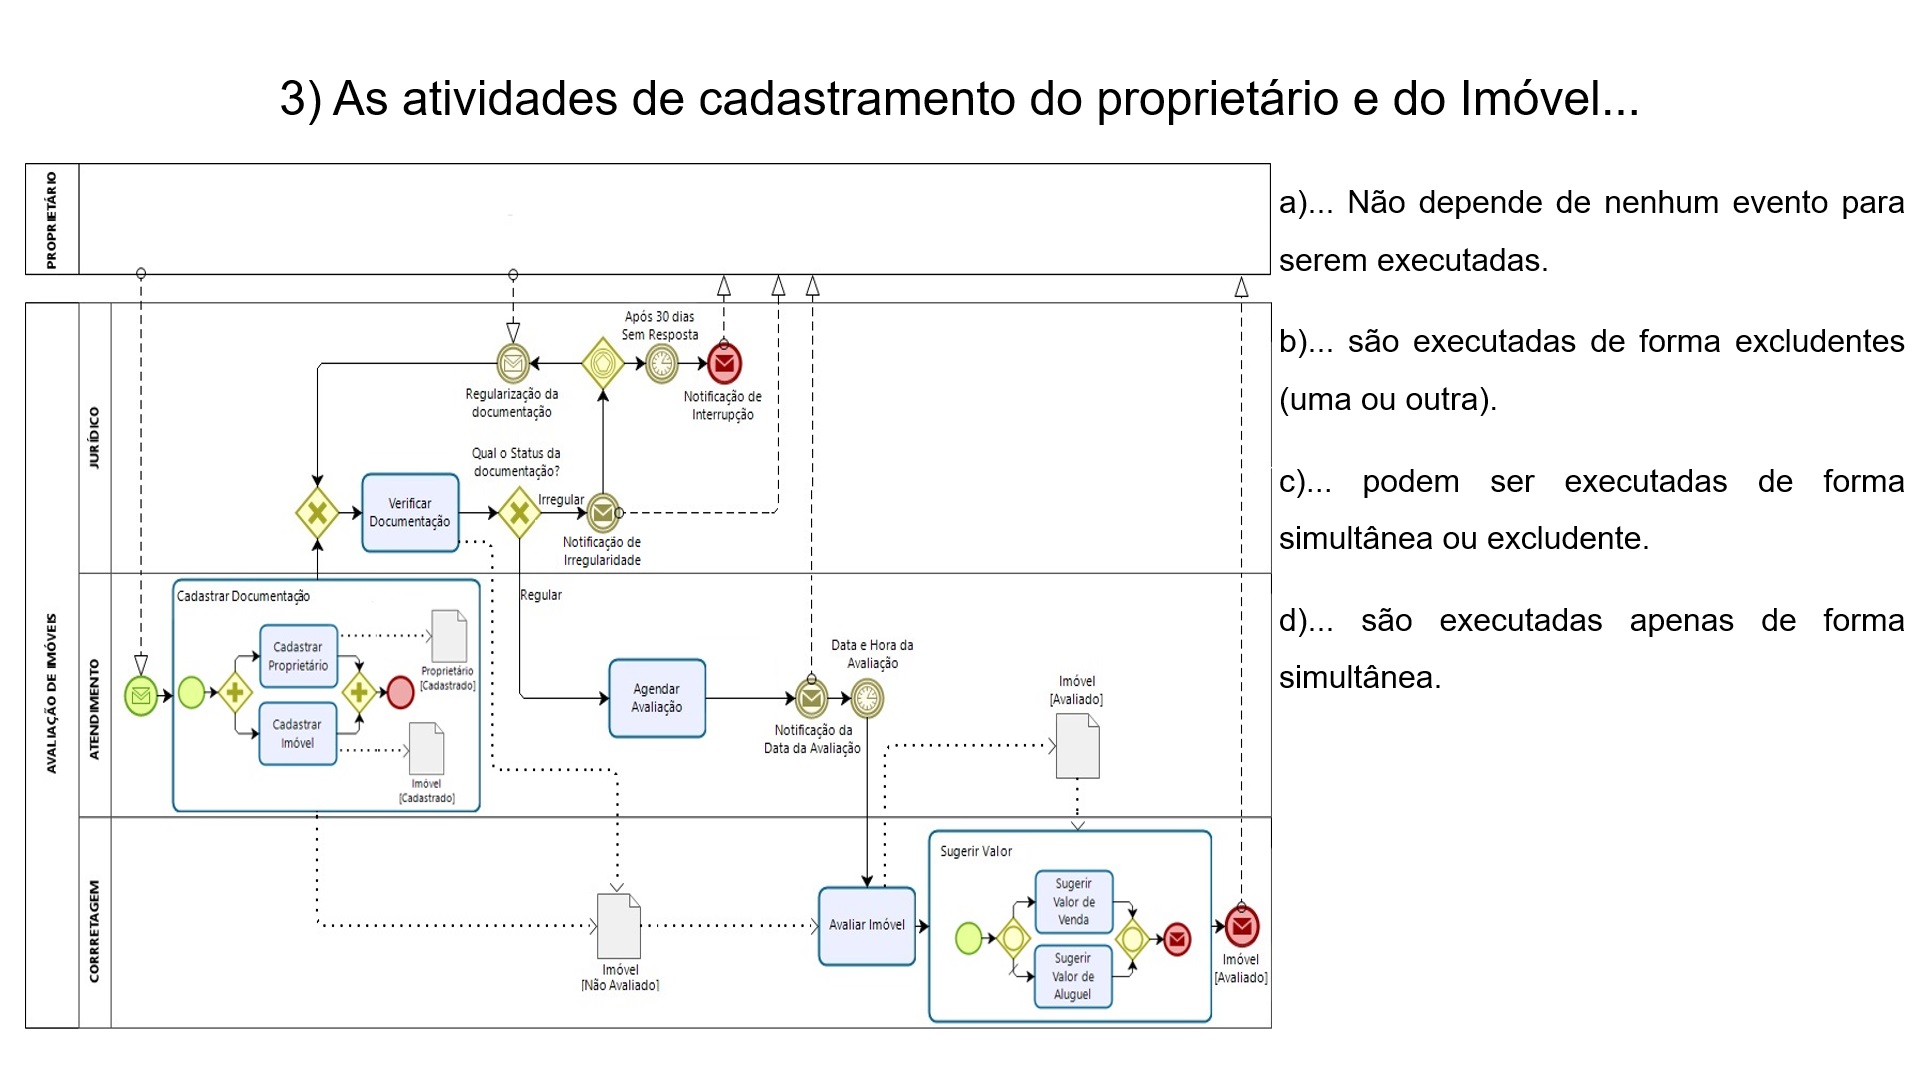 3) As atividades de cadastramento do proprietário e do Imóvel...
PROPRIETÁRIO
a)... Não depende de nenhum evento para
serem executadas.
b)... são executadas de forma excludentes
(uma ou outra).
c)... podem ser executadas de forma
simultânea ou excludente.
d)... são executadas apenas de forma
simultânea.
AVALIAÇÃO DE IMÓVEIS
JURÍDICO
Após 30 dias
Sem Resposta
Regularização da
documentação
Notificação de
Interrupção
Qual o Status da
documentação?
Verificar
Documentação
Irregular
Notificação de
Irregularidade
Regular
ATENDIMENTO
Cadastrar Documentação
Cadastrar
Proprietário
Proprietário
[Cadastrado]
Cadastrar
Imóvel
Imóvel
[Cadastrado]
Agendar
Avaliação
Data e Hora da
Avaliação
Notificação da
Data da Avaliação
Imóvel
[Avaliado]
CORRETAGEM
Imóvel
[Não Avaliado]
Avaliar Imóvel
Sugerir Valor
Sugerir
Valor de
Venda
Sugerir
Valor de
Aluguel
Imóvel
[Avaliado]